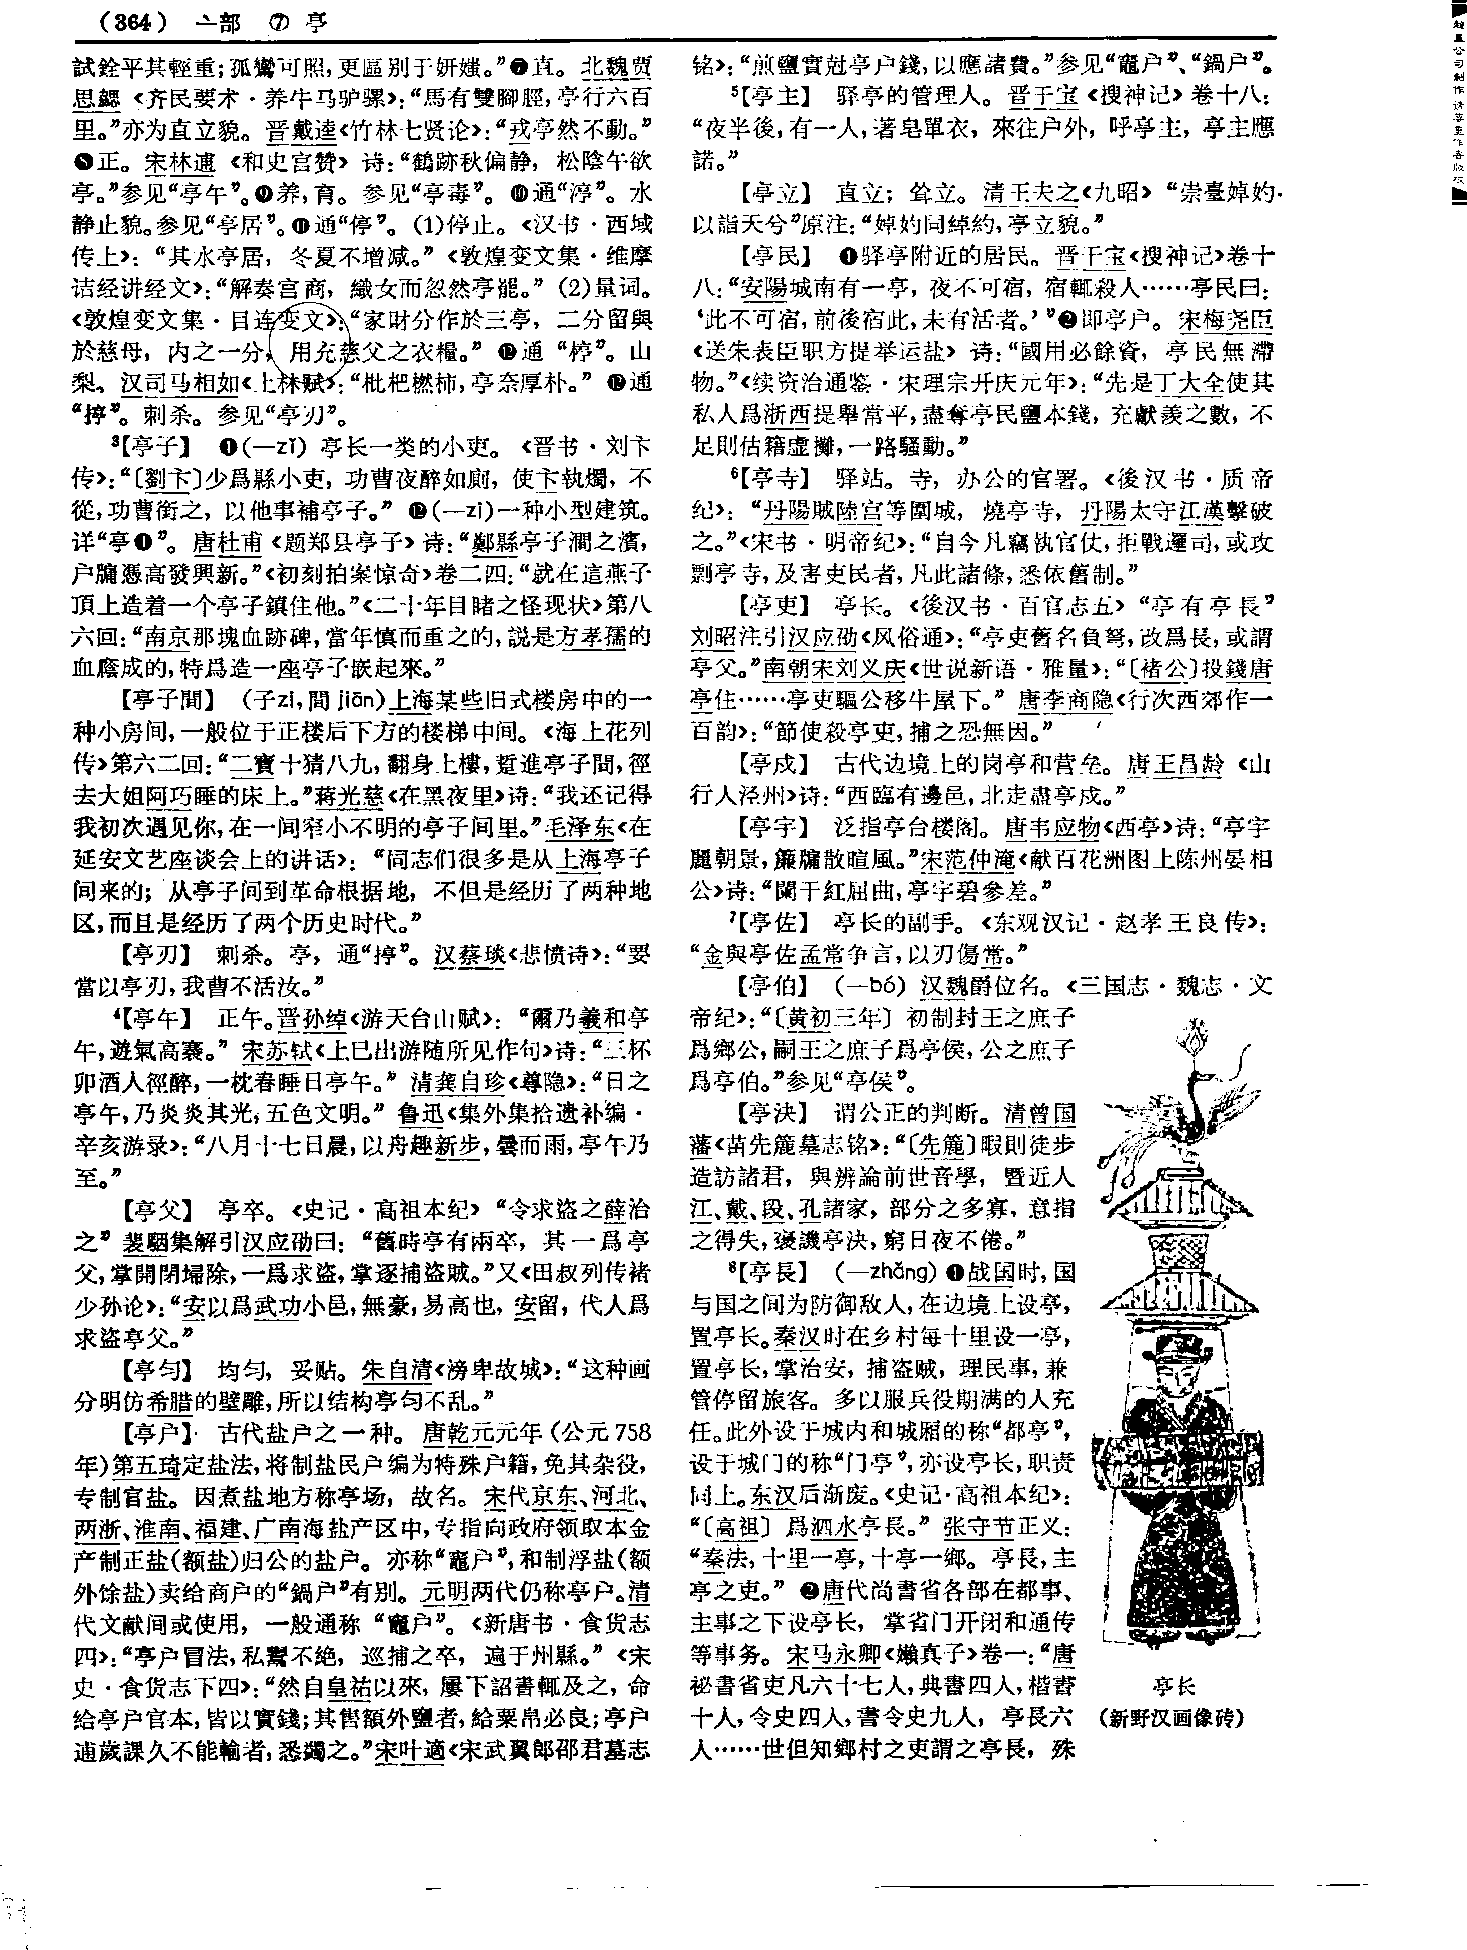 （364） 亠部 ⑦ 亭
試銓平其輕重；孤鸞可照，更區别于妍媸。”❼直。北魏贾
思勰《齐民要术·养牛马驴骡》：“馬有雙腳脛，亭行六百
里。”亦为直立貌。晋戴逵《竹林七贤论》：“戎亭然不動。”
❽正。宋林逋《和史宫赞》诗：“鶴跡秋偏静，松陰午欲
亭。”参见“亭午”。❾养，育。参见“亭毒”。❿通“渟”。水
静止貌。参见“亭居”。⓫通“停”。(1)停止。《汉书·西域
传上》：“其水亭居，冬夏不增减。”《敦煌变文集·维摩
诘经讲经文》：“解奏宫商，織女而忽然亭罷。”(2)量词。
《敦煌变文集·目连变文》：“家財分作於三亭，二分留與
於慈母，内之一分，用充慈父之衣糧。”⓬通“楟”。山
梨。汉司马相如《上林赋》：“枇杷橪柿，亭奈厚朴。”⓬通
“揨”。刺杀。参见“亭刃”。
3【亭子】 ❶(—zǐ) 亭长一类的小吏。《晋书·刘卞
传》：“〔劉卞〕少爲縣小吏，功曹夜醉如廁，使卞執燭，不
從，功曹銜之，以他事補亭子。”⓬(—zi)一种小型建筑。
详“亭❶”。唐杜甫《题郑县亭子》诗：“鄭縣亭子澗之濱，
户牖憑高發興新。”《初刻拍案惊奇》卷二四：“就在這燕子
頂上造着一个亭子鎮住他。”《二十年目睹之怪现状》第八
六回：“南京那塊血跡碑，當年慎而重之的，説是方孝孺的
血廕成的，特爲造一座亭子嵌起來。”
【亭子間】 (子zi，間jiān)上海某些旧式楼房中的一
种小房间，一般位于正楼后下方的楼梯中间。《海上花列
传》第六二回：“二寶十猜八九，翻身上樓，踅進亭子間，徑
去大姐阿巧睡的床上。”蒋光慈《在黑夜里》诗：“我还记得
我初次遇见你，在一间窄小不明的亭子间里。”毛泽东《在
延安文艺座谈会上的讲话》：“同志们很多是从上海亭子
间来的；从亭子间到革命根据地，不但是经历了两种地
区，而且是经历了两个历史时代。”
【亭刃】 刺杀。亭，通“揨”。汉蔡琰《悲愤诗》：“要
當以亭刃，我曹不活汝。”
4【亭午】 正午。晋孙绰《游天台山赋》：“爾乃羲和亭
午，遊氣高褰。”宋苏轼《上巳出游随所见作句》诗：“三杯
卯酒人徑醉，一枕春睡日亭午。”清龚自珍《尊隐》：“日之
亭午，乃炎炎其光，五色文明。”鲁迅《集外集拾遗补编·
辛亥游录》：“八月十七日晨，以舟趣新步，曇而雨，亭午乃
至。”
【亭父】 亭卒。《史记·高祖本纪》“令求盗之薛治
之”裴駰集解引汉应劭曰：“舊時亭有兩卒，其一爲亭
父，掌開閉埽除，一爲求盗，掌逐捕盗賊。”又《田叔列传褚
少孙论》：“安以爲武功小邑，無豪，易高也，安留，代人爲
求盗亭父。”
【亭匀】 均匀，妥贴。朱自清《滂卑故城》：“这种画
分明仿希腊的壁雕，所以结构亭匀不乱。”
【亭户】 古代盐户之一种。唐乾元元年（公元758
年）第五琦定盐法，将制盐民户编为特殊户籍，免其杂役，
专制官盐。因煮盐地方称亭场，故名。宋代京东、河北、
两浙、淮南、福建、广南海盐产区中，专指向政府领取本金
产制正盐（额盐）归公的盐户。亦称“竈户”，和制浮盐（额
外馀盐）卖给商户的“鍋户”有别。元明两代仍称亭户。清
代文献间或使用，一般通称“竈户”。《新唐书·食货志
四》：“亭户冒法，私鬻不绝，巡捕之卒，遍于州縣。”《宋
史·食货志下四》：“然自皇祐以來，屢下詔書輒及之，命
給亭户官本，皆以實錢；其售額外鹽者，給粟帛必良；亭户
逋歲課久不能輸者，悉蠲之。”宋叶適《宋武翼郎邵君墓志
铭》：“煎鹽實尅亭户錢，以應諸費。”参见“竈户”、“鍋户”。
5【亭主】 驿亭的管理人。晋干宝《搜神记》卷十八：
“夜半後，有一人，著皂單衣，來往户外，呼亭主，亭主應
諾。”
【亭立】 直立；耸立。清王夫之《九昭》“崇臺婥妁
以詣天兮”原注：“婥妁同綽約，亭立貌。”
【亭民】 ❶驿亭附近的居民。晋干宝《搜神记》卷十
八：“安陽城南有一亭，夜不可宿，宿輒殺人……亭民曰：
‘此不可宿，前後宿此，未有活者。’”❷即亭户。宋梅尧臣
《送朱表臣职方提举运盐》诗：“國用必餘資，亭民無滯
物。”《续资治通鉴·宋理宗开庆元年》：“先是丁大全使其
私人爲浙西提舉常平，盡奪亭民鹽本錢，充獻羨之數，不
足則估籍虚攤，一路騷動。”
6【亭寺】 驿站。寺，办公的官署。《後汉书·质帝
纪》：“丹陽賊陸宫等圍城，燒亭寺，丹陽太守江漢擊破
之。”《宋书·明帝纪》：“自今凡竊執官仗，拒戰邏司，或攻
剽亭寺，及害吏民者，凡此諸條，悉依舊制。”
【亭吏】 亭长。《後汉书·百官志五》“亭有亭長”
刘昭注引汉应劭《风俗通》：“亭吏舊名負弩，改爲長，或謂
亭父。”南朝宋刘义庆《世说新语·雅量》：“〔褚公〕投錢唐
亭住……亭吏驅公移牛屋下。”唐李商隐《行次西郊作一
百韵》：“節使殺亭吏，捕之恐無因。”
【亭戍】 古代边境上的岗亭和营垒。唐王昌龄《山
行入泾州》诗：“西臨有邊邑，北走盡亭戍。”
【亭宇】 泛指亭台楼阁。唐韦应物《西亭》诗：“亭宇
麗朝景，簾牖散暄風。”宋范仲淹《献百花洲图上陈州晏相
公》诗：“闌干紅屈曲，亭宇碧參差。”
7【亭佐】 亭长的副手。《东观汉记·赵孝王良传》：
“金與亭佐孟常争言，以刃傷常。”
【亭伯】 (—bó) 汉魏爵位名。《三国志·魏志·文
帝纪》：“〔黄初三年〕初制封王之庶子
爲鄉公，嗣王之庶子爲亭侯，公之庶子
爲亭伯。”参见“亭侯”。
【亭決】 谓公正的判断。清曾国
藩《苗先簏墓志铭》：“〔先簏〕暇則徒步
造訪諸君，與辨論前世音學，暨近人
江、戴、段、孔諸家，部分之多寡，意指
之得失，褒譏亭決，窮日夜不倦。”
8【亭長】 (—zhǎng) ❶战国时，国
与国之间为防御敌人，在边境上设亭，
置亭长。秦汉时在乡村每十里设一亭，
置亭长，掌治安，捕盗贼，理民事，兼
管停留旅客。多以服兵役期满的人充
任。此外设于城内和城厢的称“都亭”，
设于城门的称“门亭”，亦设亭长，职责
同上。东汉后渐废。《史记·高祖本纪》：
“〔高祖〕爲泗水亭長。”张守节正义：
“秦法，十里一亭，十亭一鄉。亭長，主
亭之吏。”❷唐代尚書省各部在都事、
主事之下设亭长，掌省门开闭和通传
等事务。宋马永卿《嬾真子》卷一：“唐
祕書省吏凡六十七人，典書四人，楷書
十人，令史四人，書令史九人，亭長六
人……世但知鄉村之吏謂之亭長，殊
亭长
（新野汉画像砖）